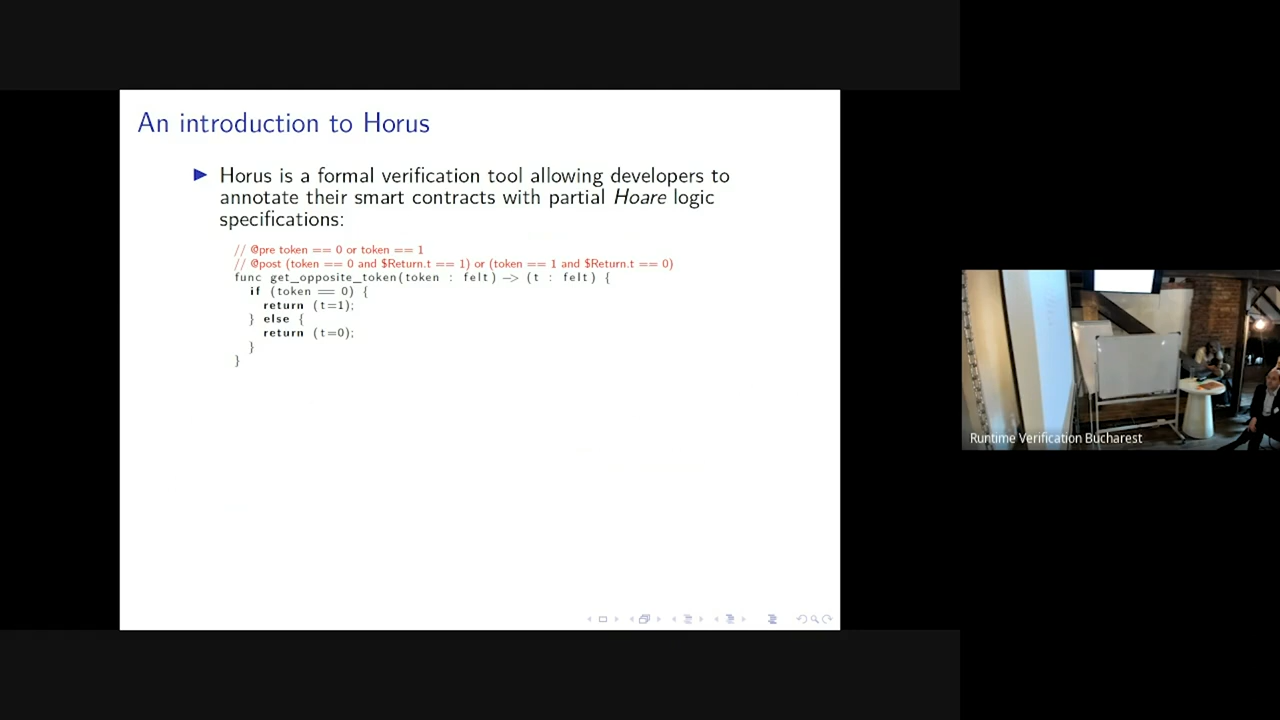 An introduction to Horus
Horus is a formal verification tool allowing developers to
annotate their smart contracts with partial Hoare logic
specifications:
// @pre token == 0 or token == 1
// @post (token == 0 and $Return.t == 1) or (token == 1 and $Return.t == 0)
func get_opposite_token(token : felt) -> (t : felt) {
if (token == 0) {
return (t=1);
} else {
return (t=0);
}
}
Runtime Verification Bucharest